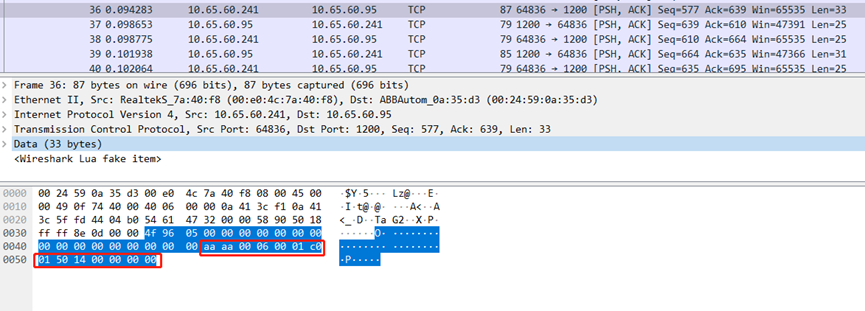 36 0.094283 10.65.60.241 10.65.60.95 TCP 87 64836 → 1200 [PSH, ACK] Seq=577 Ack=639 Win=65535 Len=33
37 0.098653 10.65.60.95 10.65.60.241 TCP 79 1200 → 64836 [PSH, ACK] Seq=639 Ack=610 Win=47391 Len=25
38 0.098775 10.65.60.241 10.65.60.95 TCP 79 64836 → 1200 [PSH, ACK] Seq=610 Ack=664 Win=65535 Len=25
39 0.101938 10.65.60.95 10.65.60.241 TCP 85 1200 → 64836 [PSH, ACK] Seq=664 Ack=635 Win=47366 Len=31
40 0.102064 10.65.60.241 10.65.60.95 TCP 79 64836 → 1200 [PSH, ACK] Seq=635 Ack=695 Win=65535 Len=25
Frame 36: 87 bytes on wire (696 bits), 87 bytes captured (696 bits)
Ethernet II, Src: RealtekS_7a:40:f8 (00:e0:4c:7a:40:f8), Dst: ABBAutom_0a:35:d3 (00:24:59:0a:35:d3)
Internet Protocol Version 4, Src: 10.65.60.241, Dst: 10.65.60.95
Transmission Control Protocol, Src Port: 64836, Dst Port: 1200, Seq: 577, Ack: 639, Len: 33
Data (33 bytes)
<Wireshark Lua fake item>
0000 00 24 59 0a 35 d3 00 e0 4c 7a 40 f8 08 00 45 00 ·$Y·5··· Lz@···E·
0010 00 49 0f 74 40 00 40 06 00 00 0a 41 3c f1 0a 41 ·I·t@·@· ···A<··A
0020 3c 5f fd 44 04 b0 54 61 47 32 00 00 58 90 50 18 <_·D··Ta G2··X·P·
0030 ff ff 8e 0d 00 00 4f 96 05 00 00 00 00 00 00 00 ······O· ········
0040 00 00 00 00 00 00 00 00 00 aa aa 00 06 00 01 c0 ········ ········
0050 01 50 14 00 00 00 00 ·P·····